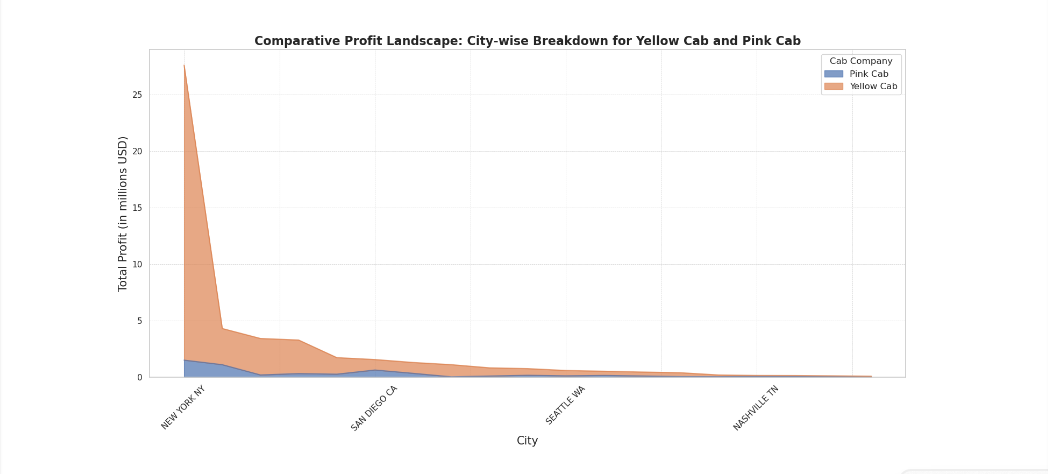 Comparative Profit Landscape: City-wise Breakdown for Yellow Cab and Pink Cab
Cab Company
Pink Cab
Yellow Cab
Total Profit (in millions USD)
25
20
15
10
5
0
NEW YORK NY
SAN DIEGO CA
SEATTLE WA
NASHVILLE TN
City